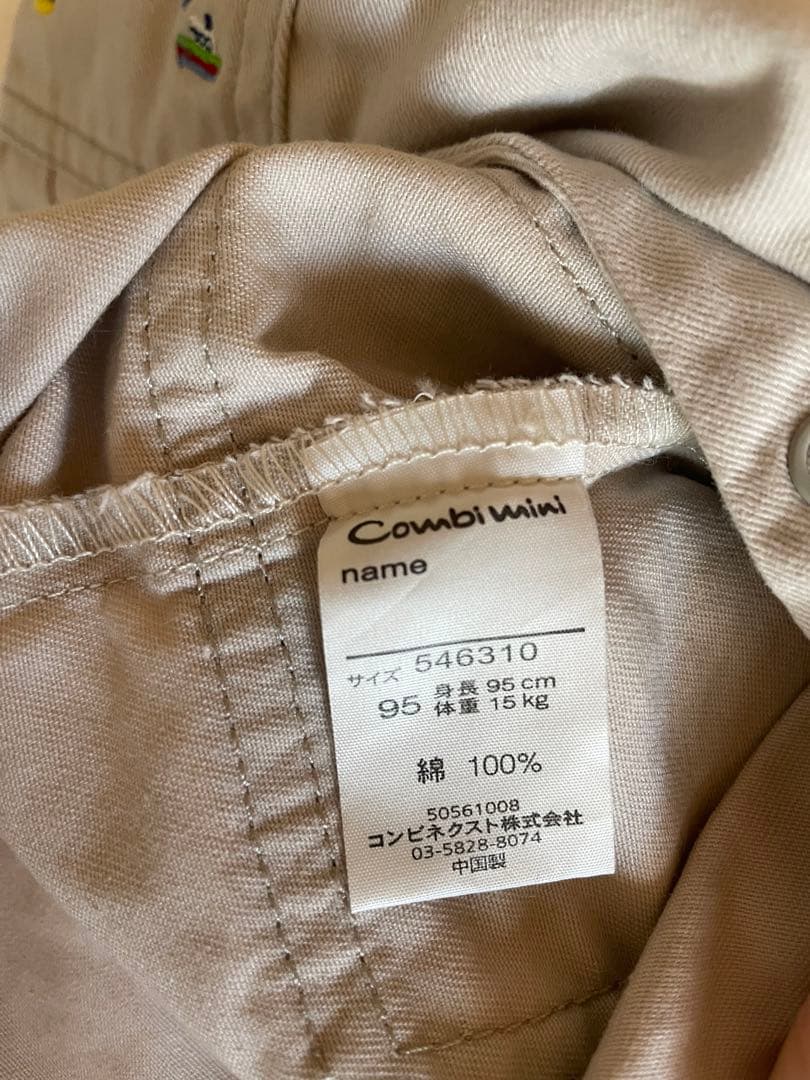 Combi mini
name
サイズ 546310
95 身長 95 cm
体重 15 kg
綿 100%
50561008
コンビネクスト株式会社
03-5828-8074
中国製